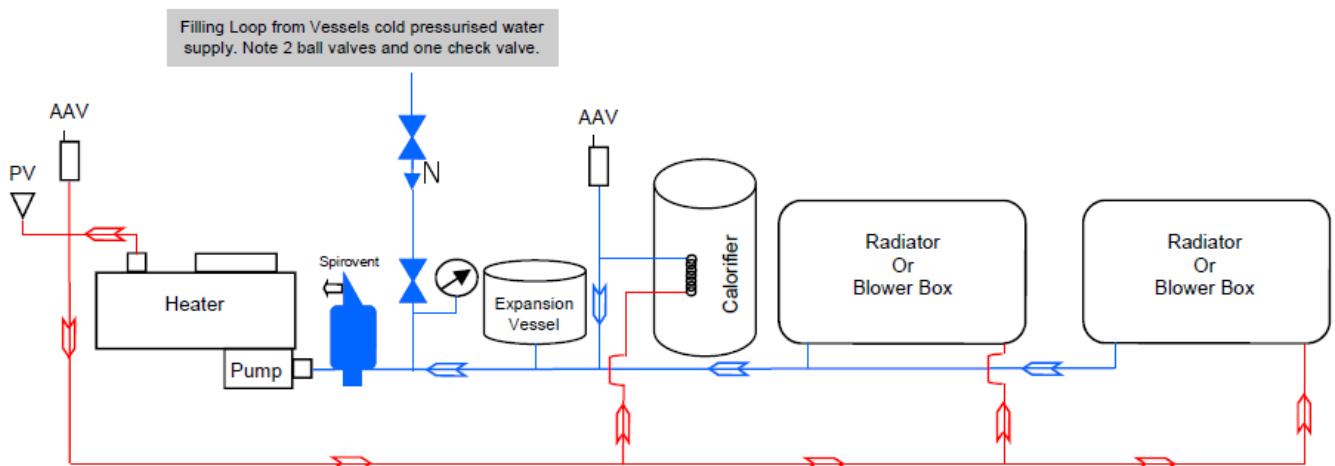 Filling Loop from Vessels cold pressurised water
supply. Note 2 ball valves and one check valve.
AAV
PV
AAV
N
Spirovent
Heater
Pump
Expansion
Vessel
Calorifier
Radiator
Or
Blower Box
Radiator
Or
Blower Box